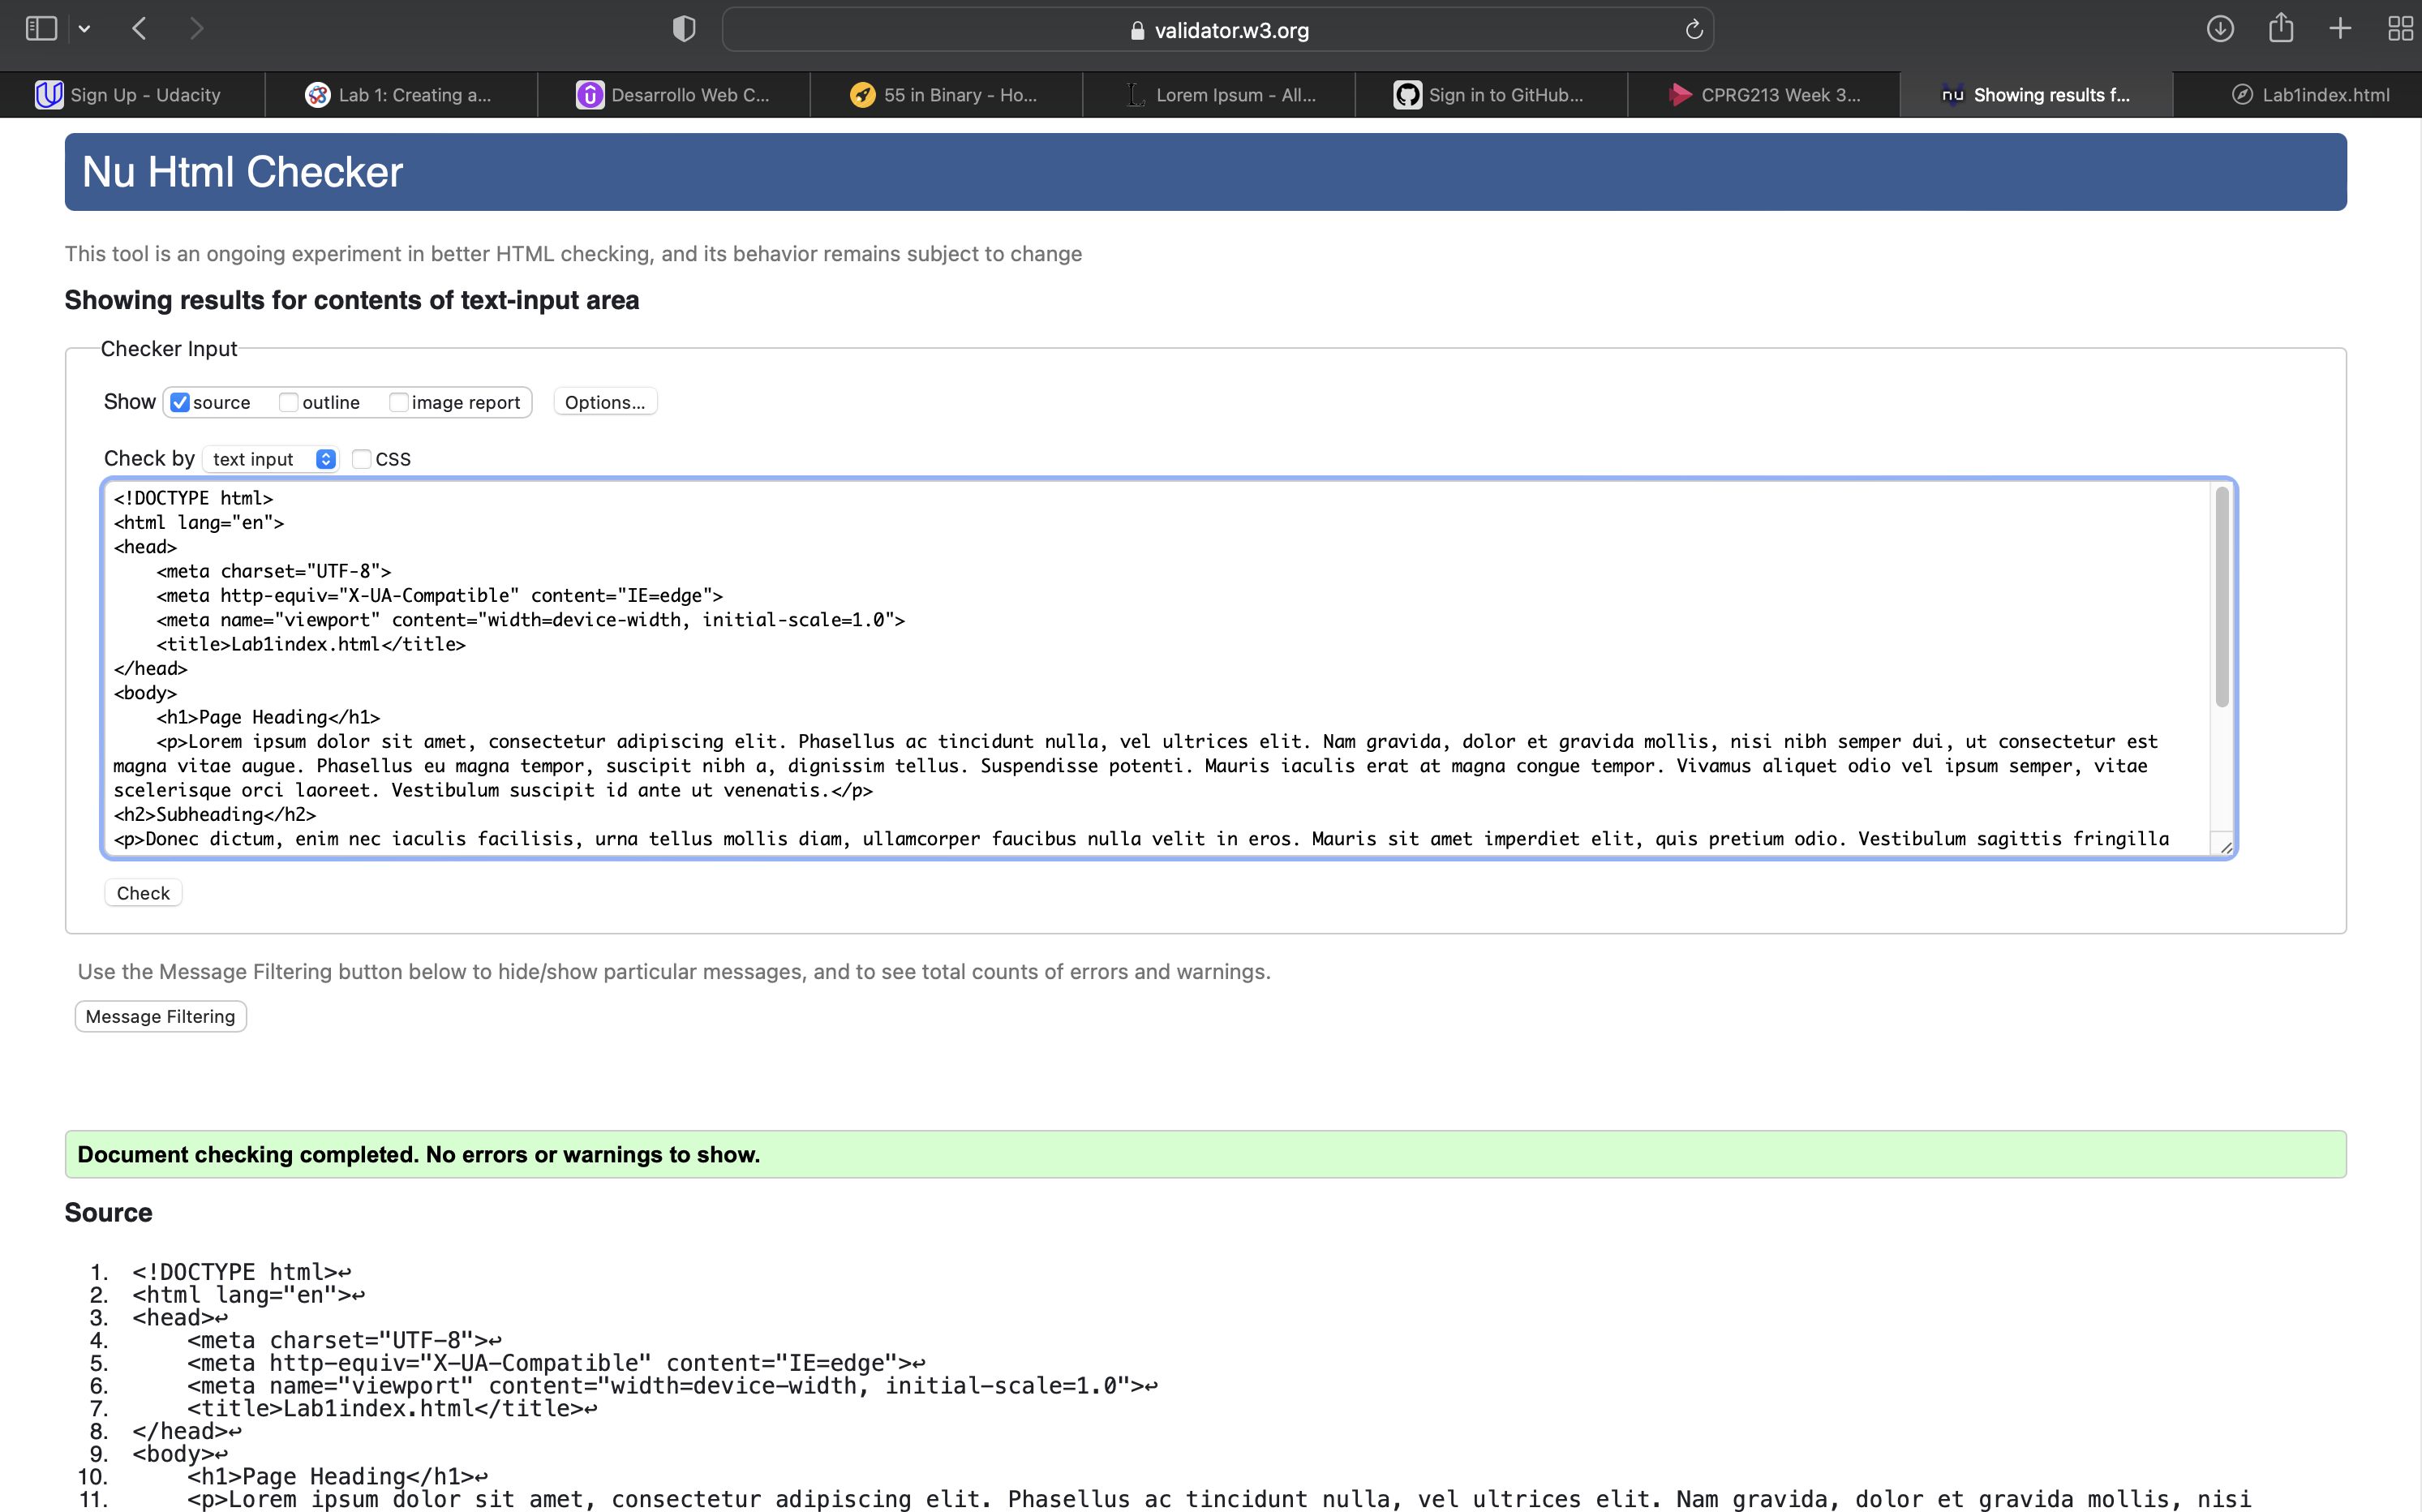 validator.w3.org
Sign Up - Udacity
Lab 1: Creating a...
Desarrollo Web C...
55 in Binary - Ho...
L
Lorem Ipsum - All...
Sign in to GitHub...
CPRG213 Week 3...
nu
Showing results f...
Lab1index.html
Nu Html Checker
This tool is an ongoing experiment in better HTML checking, and its behavior remains subject to change
Showing results for contents of text-input area
Checker Input
Show source outline image report Options...
Check by text input CSS
<!DOCTYPE html>
<html lang="en">
<head>
    <meta charset="UTF-8">
    <meta http-equiv="X-UA-Compatible" content="IE=edge">
    <meta name="viewport" content="width=device-width, initial-scale=1.0">
    <title>Lab1index.html</title>
</head>
<body>
    <h1>Page Heading</h1>
    <p>Lorem ipsum dolor sit amet, consectetur adipiscing elit. Phasellus ac tincidunt nulla, vel ultrices elit. Nam gravida, dolor et gravida mollis, nisi nibh semper dui, ut consectetur est
magna vitae augue. Phasellus eu magna tempor, suscipit nibh a, dignissim tellus. Suspendisse potenti. Mauris iaculis erat at magna congue tempor. Vivamus aliquet odio vel ipsum semper, vitae
scelerisque orci laoreet. Vestibulum suscipit id ante ut venenatis.</p>
<h2>Subheading</h2>
<p>Donec dictum, enim nec iaculis facilisis, urna tellus mollis diam, ullamcorper faucibus nulla velit in eros. Mauris sit amet imperdiet elit, quis pretium odio. Vestibulum sagittis fringilla
Check
Use the Message Filtering button below to hide/show particular messages, and to see total counts of errors and warnings.
Message Filtering
Document checking completed. No errors or warnings to show.
Source
1. <!DOCTYPE html>↩
2. <html lang="en">↩
3. <head>↩
4.     <meta charset="UTF-8">↩
5.     <meta http-equiv="X-UA-Compatible" content="IE=edge">↩
6.     <meta name="viewport" content="width=device-width, initial-scale=1.0">↩
7.     <title>Lab1index.html</title>↩
8. </head>↩
9. <body>↩
10.     <h1>Page Heading</h1>↩
11.     <p>Lorem ipsum dolor sit amet, consectetur adipiscing elit. Phasellus ac tincidunt nulla, vel ultrices elit. Nam gravida, dolor et gravida mollis, nisi